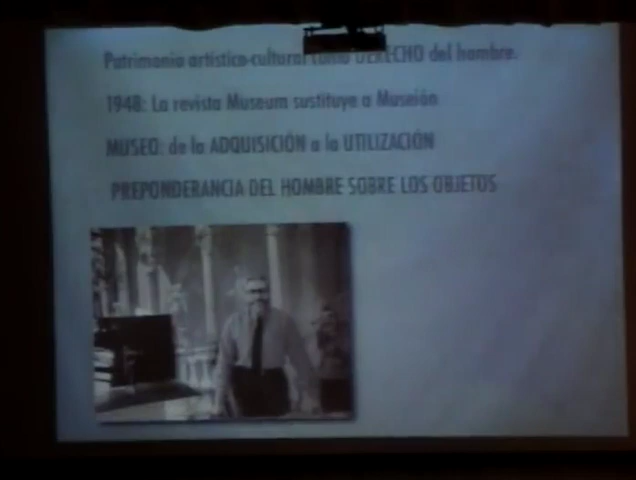 Patrimonio artístico-cultural como DERECHO del hombre.
1948: La revista Museum sustituye a Museión
MUSEO: de la ADQUISICIÓN a la UTILIZACIÓN
PREPONDERANCIA DEL HOMBRE SOBRE LOS OBJETOS